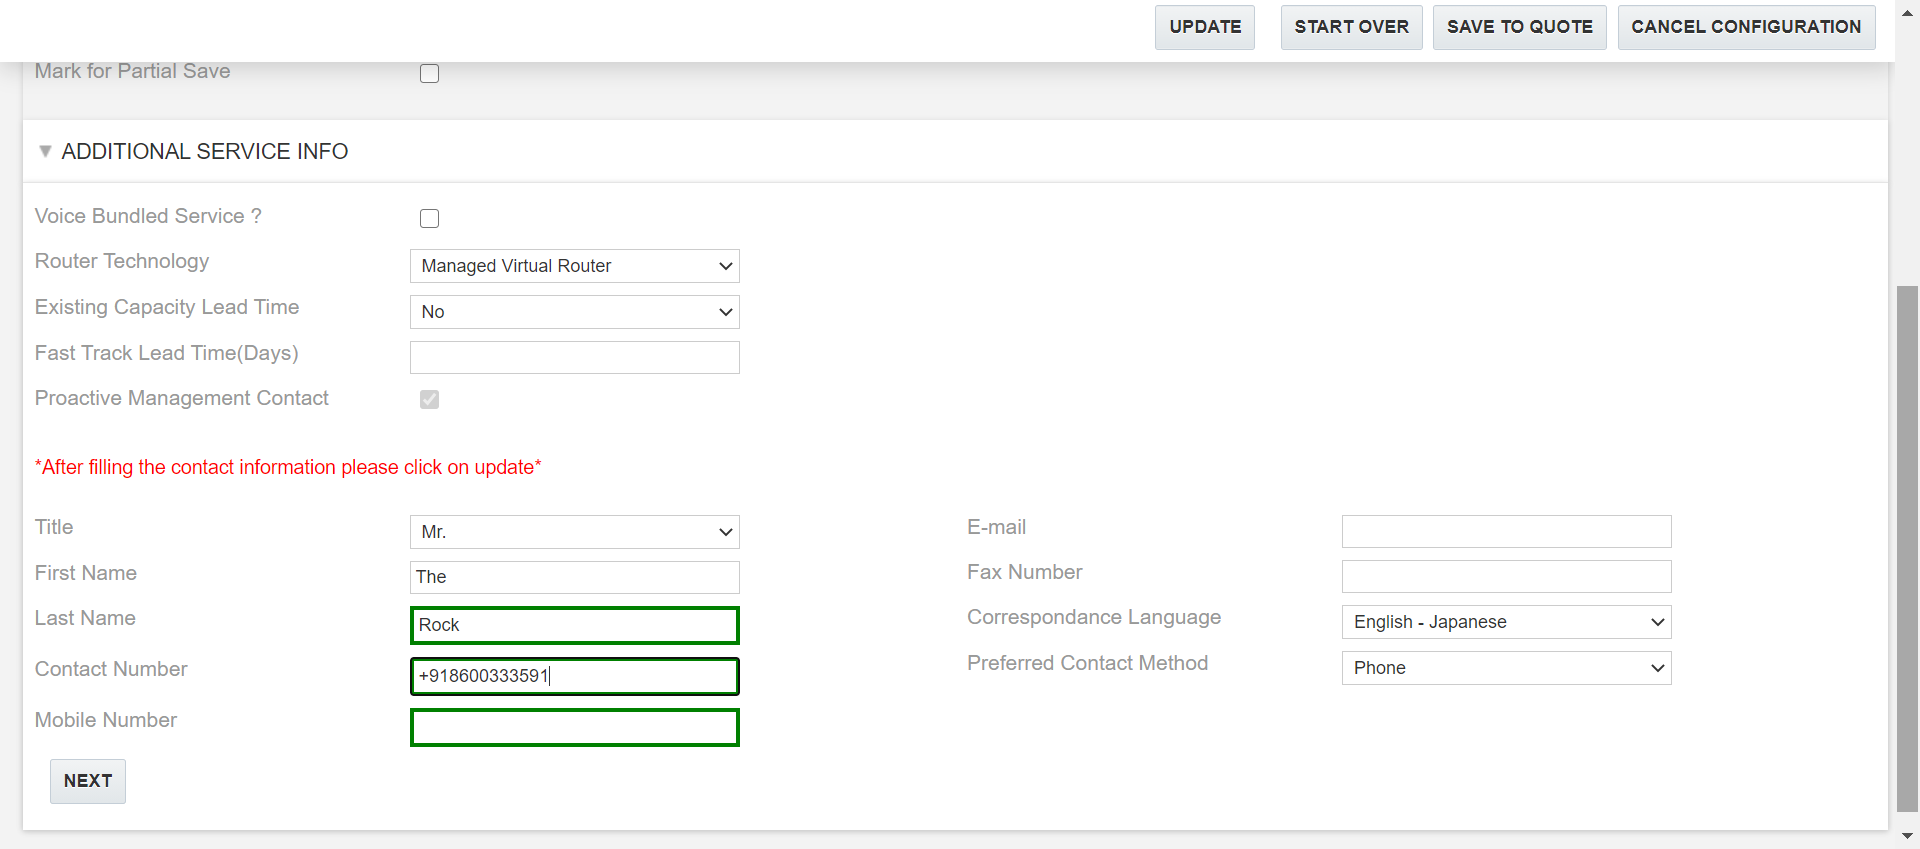 UPDATE START OVER SAVE TO QUOTE CANCEL CONFIGURATION
Mark for Partial Save
ADDITIONAL SERVICE INFO
Voice Bundled Service ?
Router Technology Managed Virtual Router
Existing Capacity Lead Time No
Fast Track Lead Time(Days)
Proactive Management Contact
*After filling the contact information please click on update*
Title Mr.
First Name The
Last Name Rock
Contact Number +918600333591
Mobile Number
E-mail
Fax Number
Correspondance Language English - Japanese
Preferred Contact Method Phone
NEXT